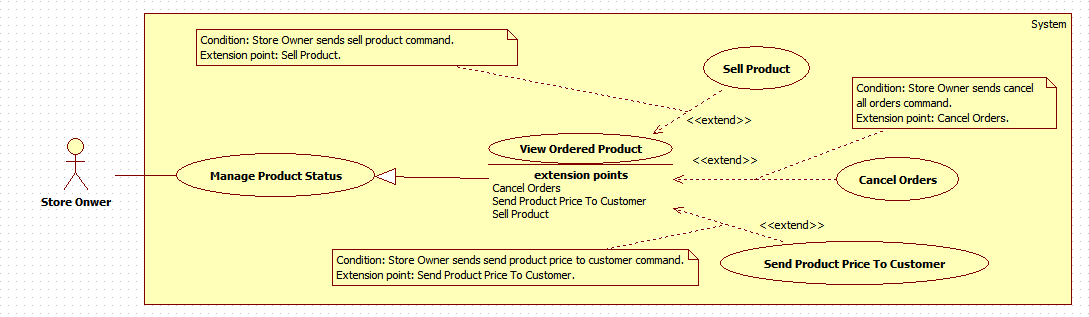 System
Condition: Store Owner sends sell product command.
Extension point: Sell Product.
Sell Product
Condition: Store Owner sends cancel
all orders command.
Extension point: Cancel Orders.
<<extend>>
View Ordered Product
<<extend>>
extension points
Cancel Orders
Send Product Price To Customer
Sell Product
Manage Product Status
Cancel Orders
Store Onwer
<<extend>>
Condition: Store Owner sends send product price to customer command.
Extension point: Send Product Price To Customer.
Send Product Price To Customer